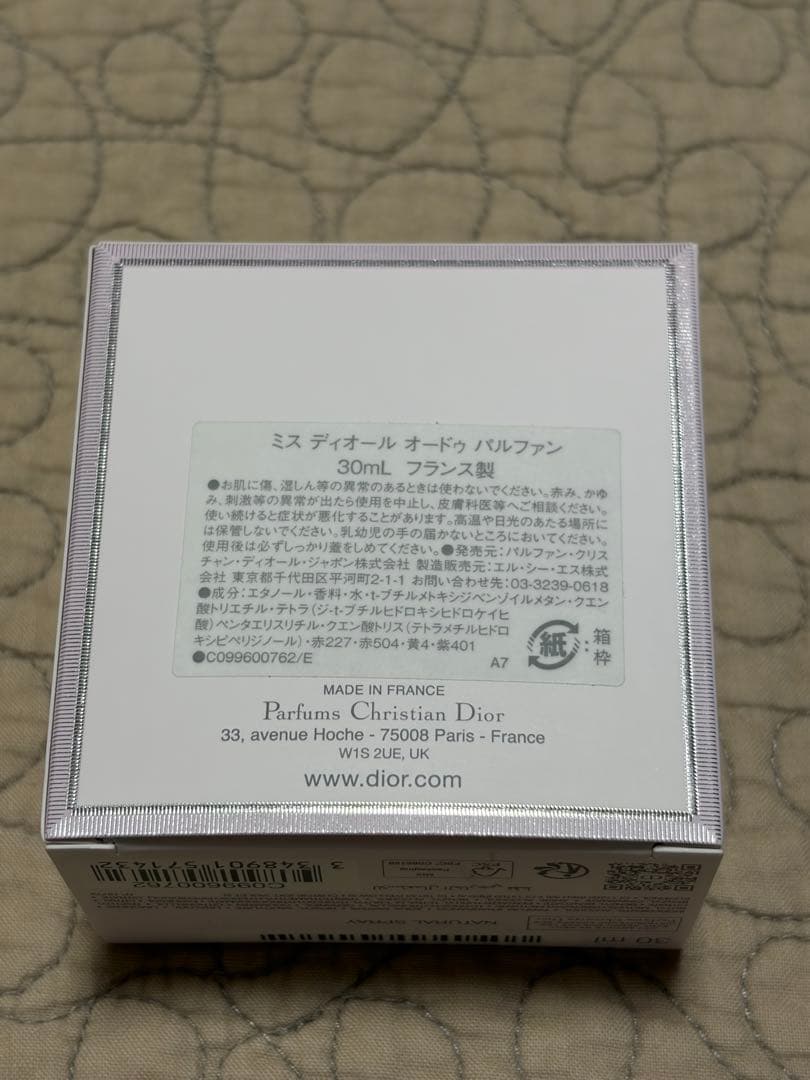 ミス ディオール オードゥ パルファン
30mL フランス製
●お肌に傷、湿しん等の異常のあるときは使わないでください。赤み、かゆ
み、刺激等の異常が出たら使用を中止し、皮膚科医等へご相談ください。
使い続けると症状が悪化することがあります。高温や日光のあたる場所に
は保管しないでください。乳幼児の手の届かないところにおいてください。
使用後は必ずしっかり蓋をしめてください。●発売元：パルファン・クリス
チャン・ディオール・ジャポン株式会社 製造販売元：エル・シー・エス株式
会社 東京都千代田区平河町2-1-1 お問い合わせ先：03-3239-0618
●成分：エタノール・香料・水・t-ブチルメトキシジベンゾイルメタン・クエン
酸トリエチル・テトラ（ジ-t-ブチルヒドロキシヒドロケイヒ
酸）ペンタエリスリチル・クエン酸トリス（テトラメチルヒドロ
キシピペリジノール）・赤227・赤504・黄4・紫401
●C099600762/E
A7
紙
：箱
：枠
MADE IN FRANCE
Parfums Christian Dior
33, avenue Hoche - 75008 Paris - France
W1S 2UE, UK
www.dior.com
3 348901 571432
C099600762
NATURAL SPRAY
30 ml